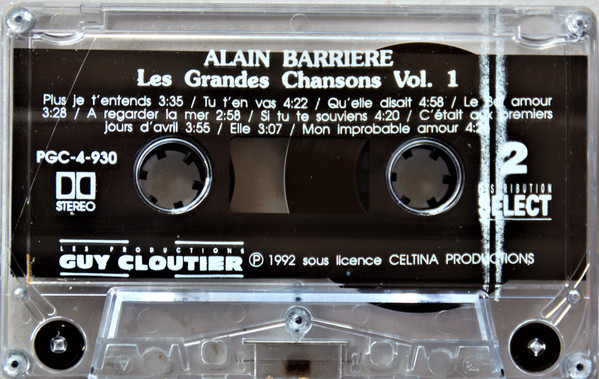 ALAIN BARRIERE
Les Grandes Chansons Vol. 1
Plus je t'entends 3:35 / Tu t'en vas 4:22 / Qu'elle disait 4:58 / Le amour
3:28 / A regarder la mer 2:58 / Si tu te souviens 4:20 / C'était aux premiers
jours d'avril 3:55 / Elle 3:07 / Mon improbable amour
PGC-4-930
2
STEREO
SELECT
LES PRODUCTIONS
GUY CLOUTIER
℗ 1992 sous licence CELTINA PRODUCTIONS